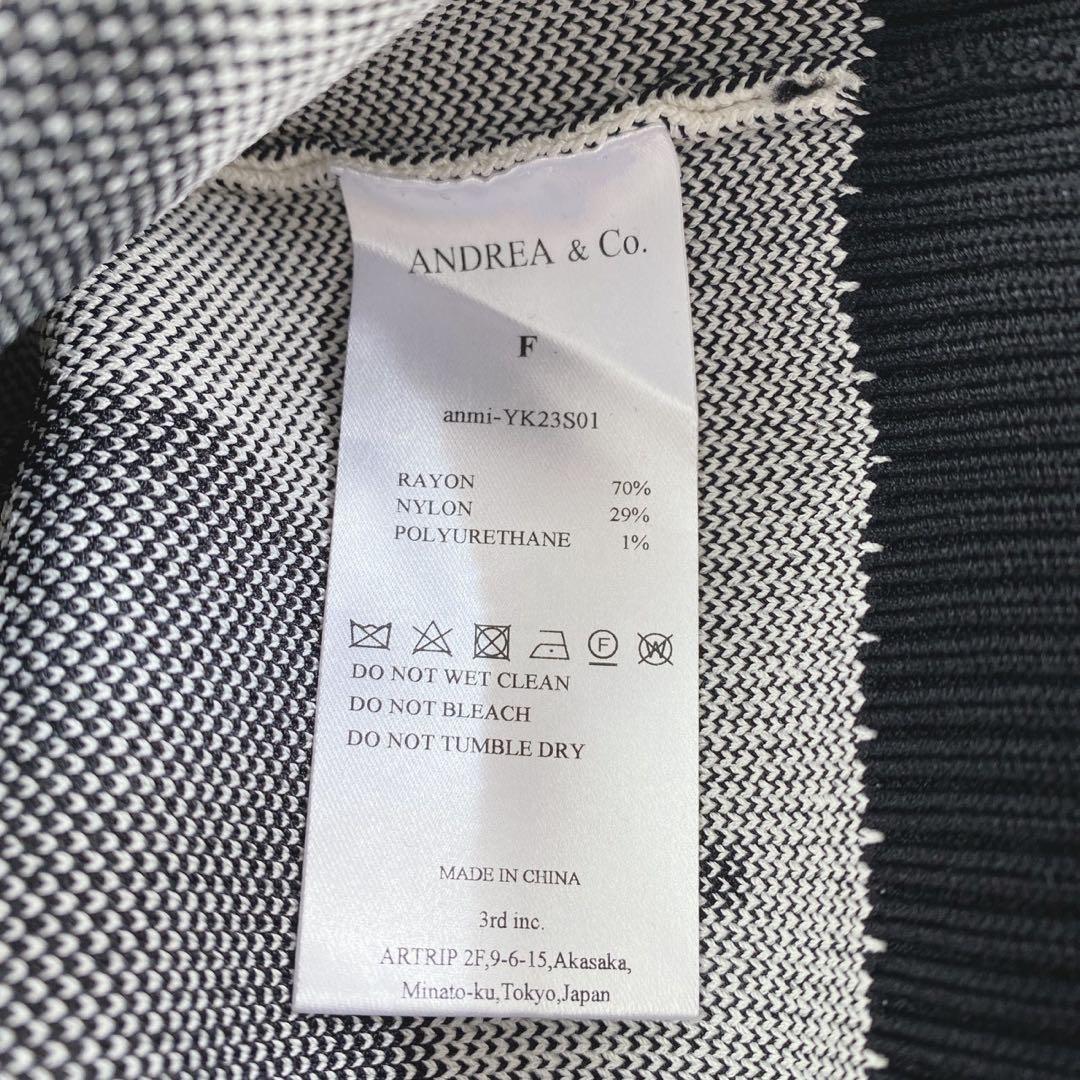 ANDREA & Co.
F
anmi-YK23S01
RAYON 70%
NYLON 29%
POLYURETHANE 1%
F W
DO NOT WET CLEAN
DO NOT BLEACH
DO NOT TUMBLE DRY
MADE IN CHINA
3rd inc.
ARTRIP 2F,9-6-15,Akasaka,
Minato-ku,Tokyo,Japan